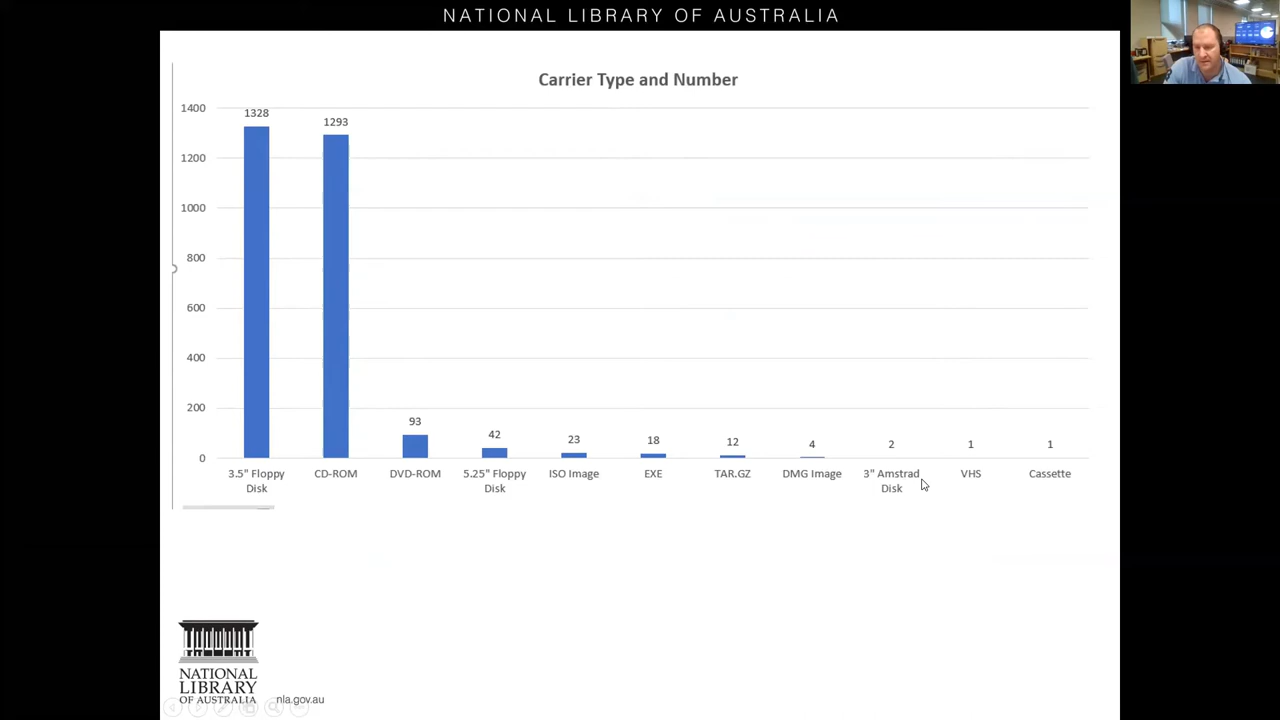 NATIONAL LIBRARY OF AUSTRALIA
Carrier Type and Number
1400
1200
1000
800
600
400
200
0
1328
1293
93
42
23
18
12
4
2
1
1
3.5" Floppy
Disk
CD-ROM
DVD-ROM
5.25" Floppy
Disk
ISO Image
EXE
TAR.GZ
DMG Image
3" Amstrad
Disk
VHS
Cassette
NATIONAL
LIBRARY
OF AUSTRALIA
nla.gov.au